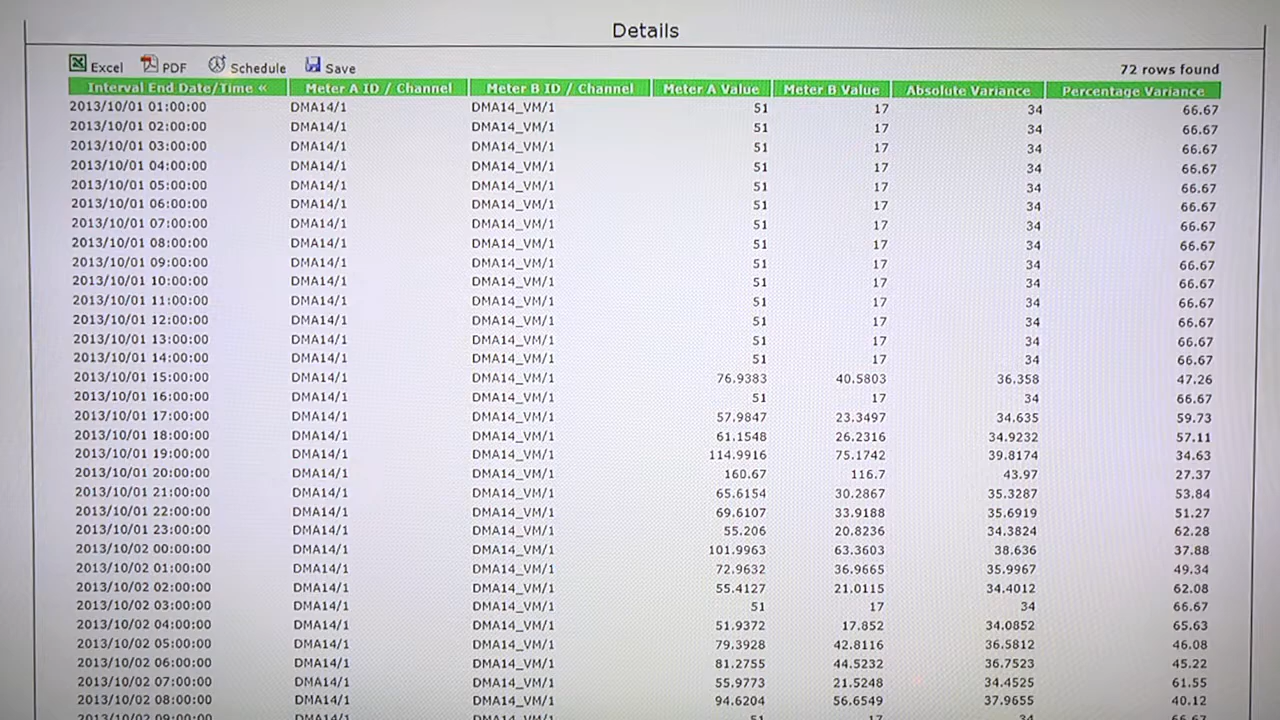 Details
Excel PDF Schedule Save 72 rows found
Interval End Date/Time « Meter A ID / Channel Meter B ID / Channel Meter A Value Meter B Value Absolute Variance Percentage Variance
2013/10/01 01:00:00 DMA14/1 DMA14_VM/1 51 17 34 66.67
2013/10/01 02:00:00 DMA14/1 DMA14_VM/1 51 17 34 66.67
2013/10/01 03:00:00 DMA14/1 DMA14_VM/1 51 17 34 66.67
2013/10/01 04:00:00 DMA14/1 DMA14_VM/1 51 17 34 66.67
2013/10/01 05:00:00 DMA14/1 DMA14_VM/1 51 17 34 66.67
2013/10/01 06:00:00 DMA14/1 DMA14_VM/1 51 17 34 66.67
2013/10/01 07:00:00 DMA14/1 DMA14_VM/1 51 17 34 66.67
2013/10/01 08:00:00 DMA14/1 DMA14_VM/1 51 17 34 66.67
2013/10/01 09:00:00 DMA14/1 DMA14_VM/1 51 17 34 66.67
2013/10/01 10:00:00 DMA14/1 DMA14_VM/1 51 17 34 66.67
2013/10/01 11:00:00 DMA14/1 DMA14_VM/1 51 17 34 66.67
2013/10/01 12:00:00 DMA14/1 DMA14_VM/1 51 17 34 66.67
2013/10/01 13:00:00 DMA14/1 DMA14_VM/1 51 17 34 66.67
2013/10/01 14:00:00 DMA14/1 DMA14_VM/1 51 17 34 66.67
2013/10/01 15:00:00 DMA14/1 DMA14_VM/1 76.9383 40.5803 36.358 47.26
2013/10/01 16:00:00 DMA14/1 DMA14_VM/1 51 17 34 66.67
2013/10/01 17:00:00 DMA14/1 DMA14_VM/1 57.9847 23.3497 34.635 59.73
2013/10/01 18:00:00 DMA14/1 DMA14_VM/1 61.1548 26.2316 34.9232 57.11
2013/10/01 19:00:00 DMA14/1 DMA14_VM/1 114.9916 75.1742 39.8174 34.63
2013/10/01 20:00:00 DMA14/1 DMA14_VM/1 160.67 116.7 43.97 27.37
2013/10/01 21:00:00 DMA14/1 DMA14_VM/1 65.6154 30.2867 35.3287 53.84
2013/10/01 22:00:00 DMA14/1 DMA14_VM/1 69.6107 33.9188 35.6919 51.27
2013/10/01 23:00:00 DMA14/1 DMA14_VM/1 55.206 20.8236 34.3824 62.28
2013/10/02 00:00:00 DMA14/1 DMA14_VM/1 101.9963 63.3603 38.636 37.88
2013/10/02 01:00:00 DMA14/1 DMA14_VM/1 72.9632 36.9665 35.9967 49.34
2013/10/02 02:00:00 DMA14/1 DMA14_VM/1 55.4127 21.0115 34.4012 62.08
2013/10/02 03:00:00 DMA14/1 DMA14_VM/1 51 17 34 66.67
2013/10/02 04:00:00 DMA14/1 DMA14_VM/1 51.9372 17.852 34.0852 65.63
2013/10/02 05:00:00 DMA14/1 DMA14_VM/1 79.3928 42.8116 36.5812 46.08
2013/10/02 06:00:00 DMA14/1 DMA14_VM/1 81.2755 44.5232 36.7523 45.22
2013/10/02 07:00:00 DMA14/1 DMA14_VM/1 55.9773 21.5248 34.4525 61.55
2013/10/02 08:00:00 DMA14/1 DMA14_VM/1 94.6204 56.6549 37.9655 40.12
2013/10/02 09:00:00 DMA14/1 DMA14_VM/1 51 17 34 66.67